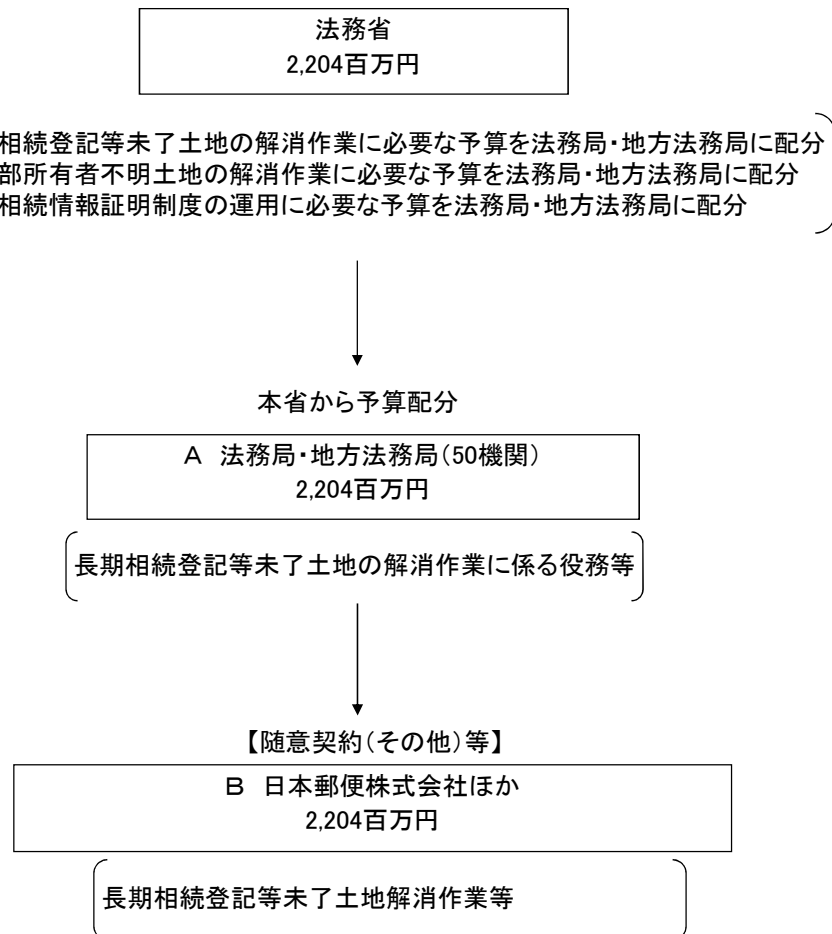 法務省
2,204百万円
相続登記等未了土地の解消作業に必要な予算を法務局・地方法務局に配分
部所有者不明土地の解消作業に必要な予算を法務局・地方法務局に配分
相続情報証明制度の運用に必要な予算を法務局・地方法務局に配分
本省から予算配分
A 法務局・地方法務局（50機関）
2,204百万円
長期相続登記等未了土地の解消作業に係る役務等
【随意契約（その他）等】
B 日本郵便株式会社ほか
2,204百万円
長期相続登記等未了土地解消作業等